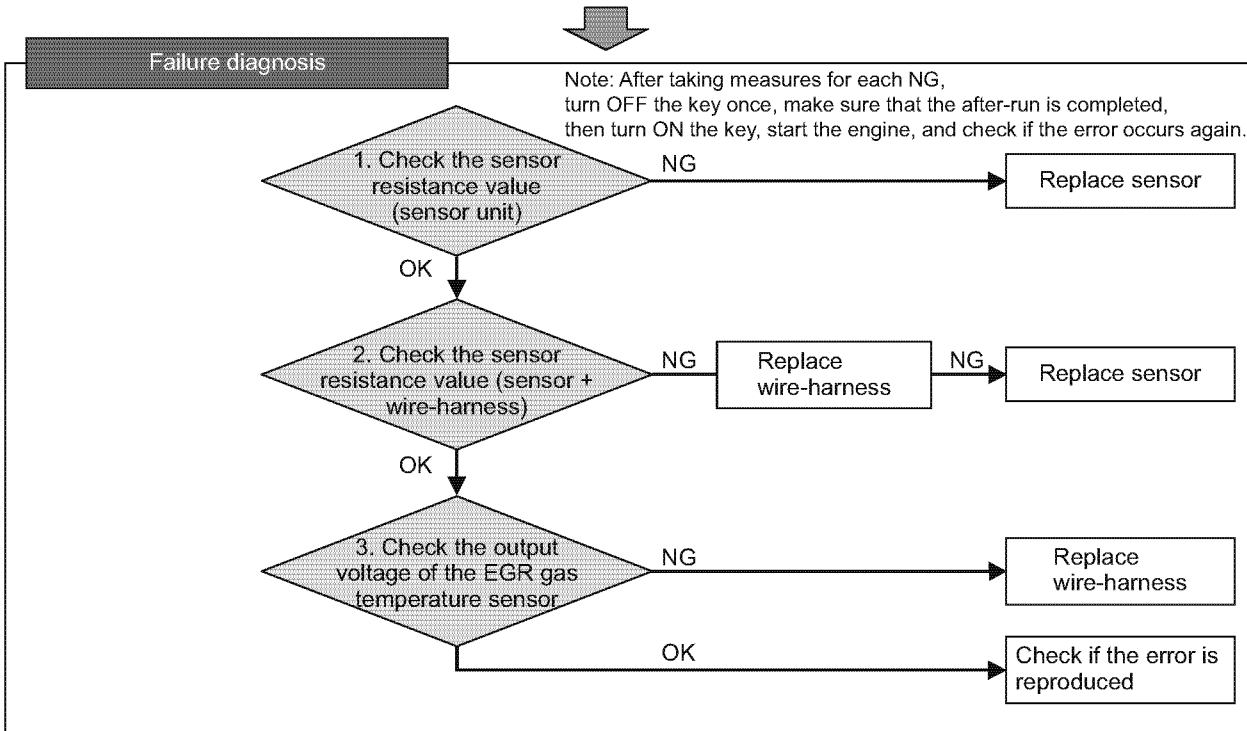 Failure diagnosis
Note: After taking measures for each NG,
turn OFF the key once, make sure that the after-run is completed,
then turn ON the key, start the engine, and check if the error occurs again.
1. Check the sensor
resistance value
(sensor unit)
NG
Replace sensor
OK
2. Check the sensor
resistance value (sensor +
wire-harness)
NG
Replace
wire-harness
NG
Replace sensor
OK
3. Check the output
voltage of the EGR gas
temperature sensor
NG
Replace
wire-harness
OK
Check if the error is
reproduced